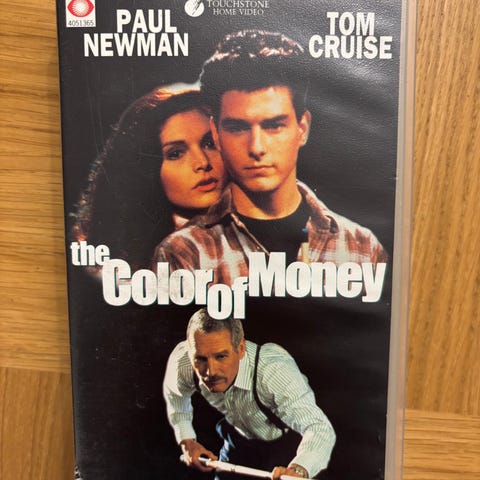 4051365
TOUCHSTONE
HOME VIDEO
PAUL
NEWMAN
TOM
CRUISE
the
Color of Money